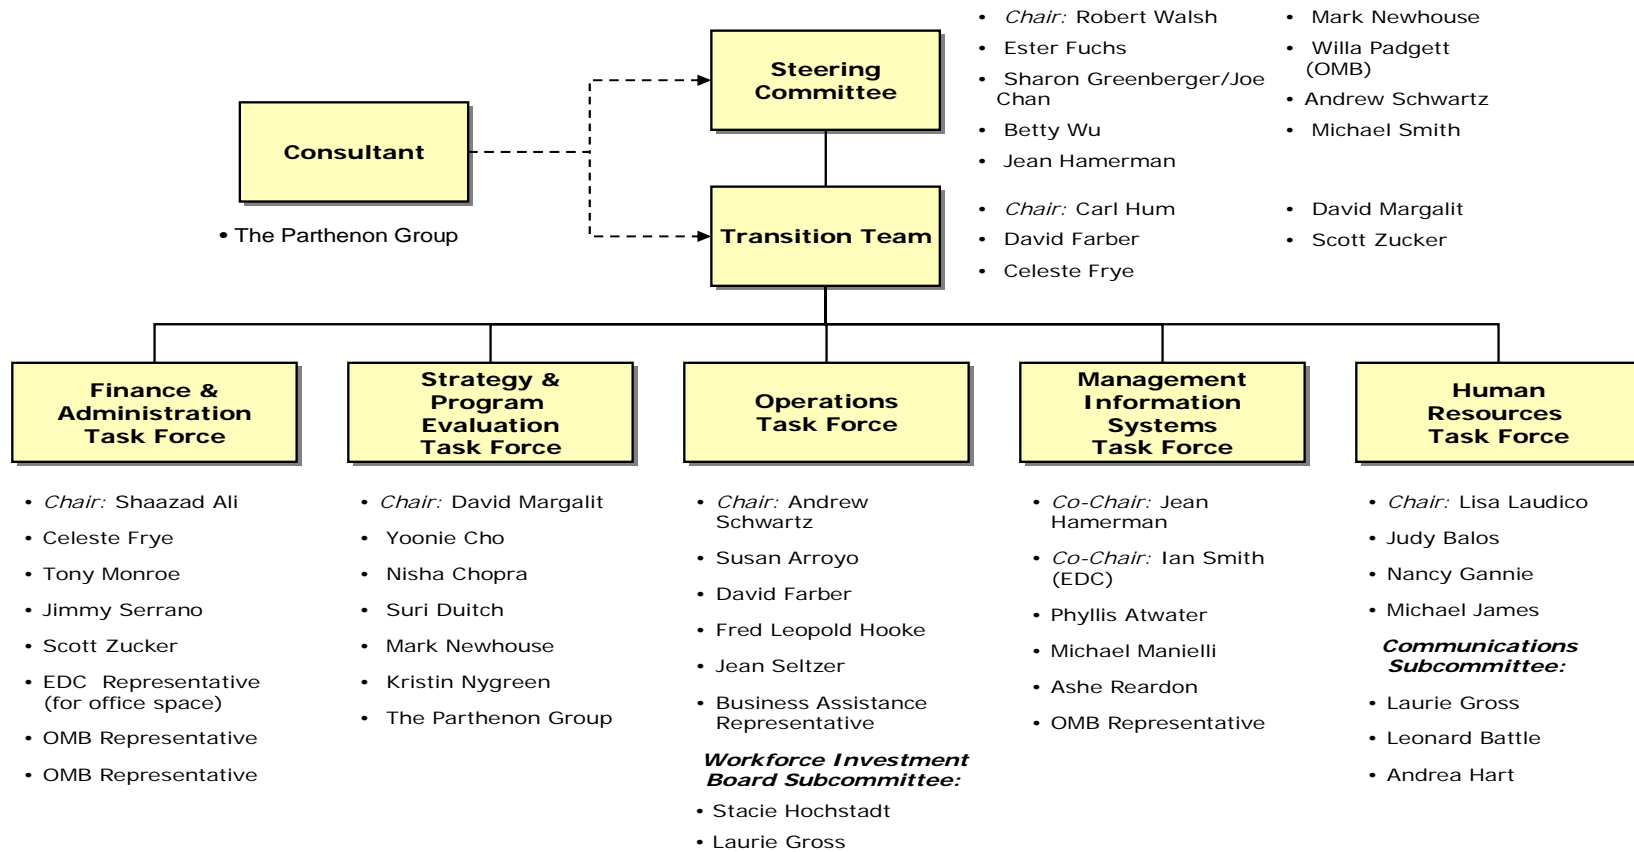 Steering
Committee
• Chair: Robert Walsh
• Ester Fuchs
• Sharon Greenberger/Joe
Chan
• Betty Wu
• Jean Hamerman
• Mark Newhouse
• Willa Padgett
(OMB)
• Andrew Schwartz
• Michael Smith
Consultant
• The Parthenon Group
Transition Team
• Chair: Carl Hum
• David Farber
• Celeste Frye
• David Margalit
• Scott Zucker
Finance &
Administration
Task Force
• Chair: Shaazad Ali
• Celeste Frye
• Tony Monroe
• Jimmy Serrano
• Scott Zucker
• EDC Representative
(for office space)
• OMB Representative
• OMB Representative
Strategy &
Program
Evaluation
Task Force
• Chair: David Margalit
• Yoonie Cho
• Nisha Chopra
• Suri Duitch
• Mark Newhouse
• Kristin Nygreen
• The Parthenon Group
Operations
Task Force
• Chair: Andrew
Schwartz
• Susan Arroyo
• David Farber
• Fred Leopold Hooke
• Jean Seltzer
• Business Assistance
Representative
Workforce Investment
Board Subcommittee:
• Stacie Hochstadt
• Laurie Gross
Management
Information
Systems
Task Force
• Co-Chair: Jean
Hamerman
• Co-Chair: Ian Smith
(EDC)
• Phyllis Atwater
• Michael Manielli
• Ashe Reardon
• OMB Representative
Human
Resources
Task Force
• Chair: Lisa Laudico
• Judy Balos
• Nancy Gannie
• Michael James
Communications
Subcommittee:
• Laurie Gross
• Leonard Battle
• Andrea Hart